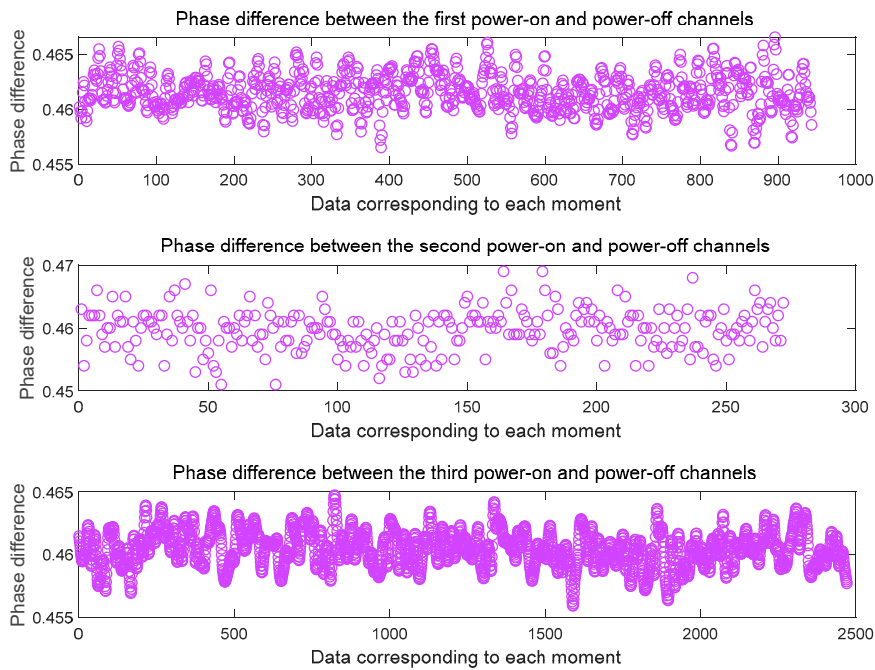 Phase difference between the first power-on and power-off channels
Phase difference
0.465
0.46
0.455
0 100 200 300 400 500 600 700 800 900 1000
Data corresponding to each moment
Phase difference between the second power-on and power-off channels
Phase difference
0.47
0.46
0.45
0 50 100 150 200 250 300
Data corresponding to each moment
Phase difference between the third power-on and power-off channels
Phase difference
0.465
0.46
0.455
0 500 1000 1500 2000 2500
Data corresponding to each moment